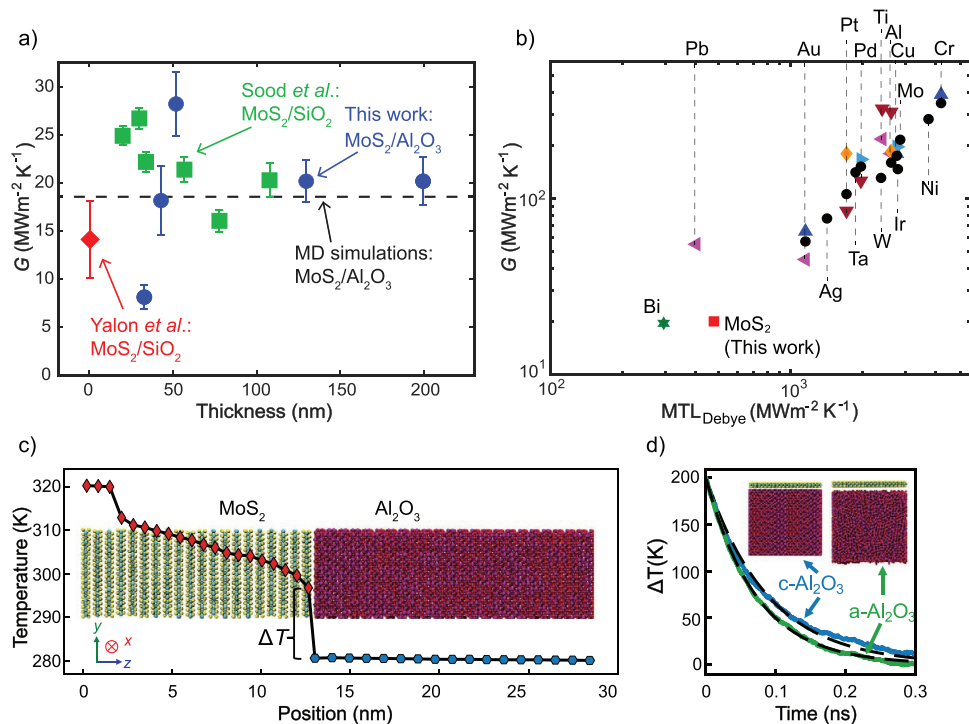 a)
G (MWm⁻² K⁻¹)
30
25
20
15
10
5
0
0
50
100
150
200
Thickness (nm)
Sood et al.:
MoS₂/SiO₂
This work:
MoS₂/Al₂O₃
MD simulations:
MoS₂/Al₂O₃
Yalon et al.:
MoS₂/SiO₂
b)
G (MWm⁻² K⁻¹)
10²
10¹
10²
10³
10⁴
MTL_Debye (MWm⁻² K⁻¹)
Pb
Au
Pt
Pd
Ti
Al
Cu
Cr
Mo
Ni
Ir
W
Ta
Ag
Bi
MoS₂
(This work)
c)
Temperature (K)
320
310
300
290
280
MoS₂
Al₂O₃
ΔT
y
x
z
0
5
10
15
20
25
30
Position (nm)
d)
ΔT(K)
200
150
100
50
0
c-Al₂O₃
a-Al₂O₃
0
0.1
0.2
0.3
Time (ns)